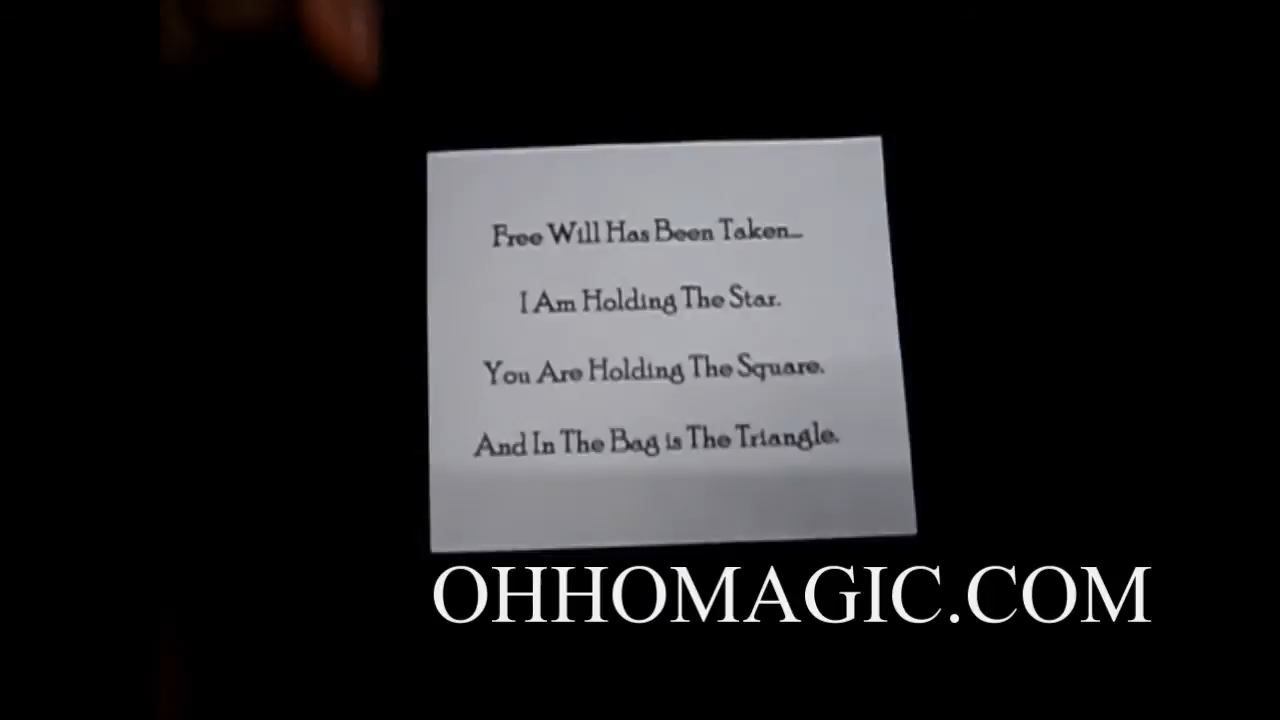 Free Will Has Been Taken...
I Am Holding The Star.
You Are Holding The Square.
And In The Bag is The Triangle.
OHHOMAGIC.COM